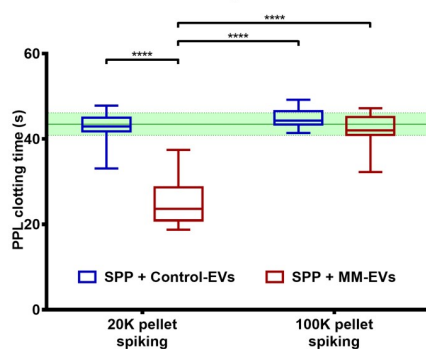 ****
****
****
60
40
20
0
PPL clotting time (s)
SPP + Control-EVs
SPP + MM-EVs
20K pellet
spiking
100K pellet
spiking